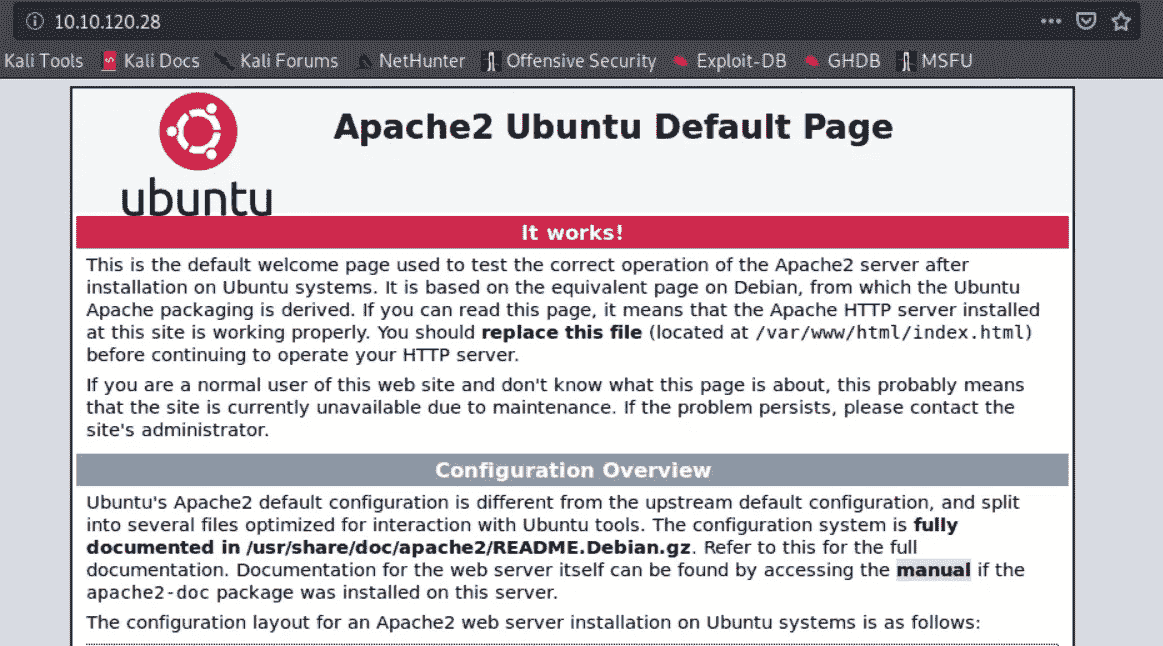 10.10.120.28
Kali Tools Kali Docs Kali Forums NetHunter Offensive Security Exploit-DB GHDB MSFU
Apache2 Ubuntu Default Page
ubuntu
It works!
This is the default welcome page used to test the correct operation of the Apache2 server after
installation on Ubuntu systems. It is based on the equivalent page on Debian, from which the Ubuntu
Apache packaging is derived. If you can read this page, it means that the Apache HTTP server installed
at this site is working properly. You should replace this file (located at /var/www/html/index.html)
before continuing to operate your HTTP server.
If you are a normal user of this web site and don't know what this page is about, this probably means
that the site is currently unavailable due to maintenance. If the problem persists, please contact the
site's administrator.
Configuration Overview
Ubuntu's Apache2 default configuration is different from the upstream default configuration, and split
into several files optimized for interaction with Ubuntu tools. The configuration system is fully
documented in /usr/share/doc/apache2/README.Debian.gz. Refer to this for the full
documentation. Documentation for the web server itself can be found by accessing the manual if the
apache2-doc package was installed on this server.
The configuration layout for an Apache2 web server installation on Ubuntu systems is as follows: